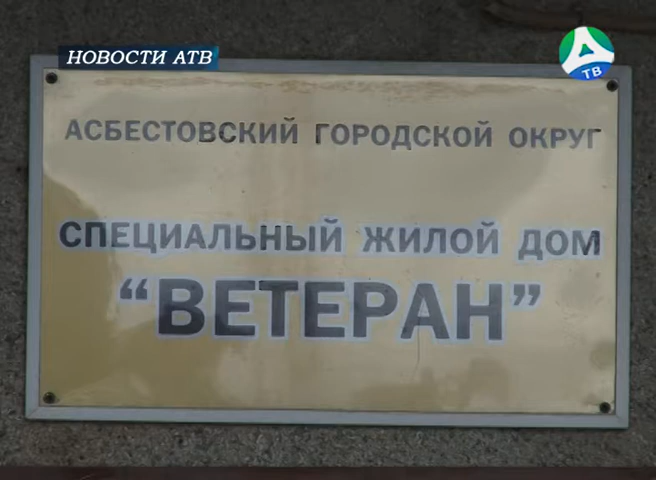 НОВОСТИ АТВ
ТВ
АСБЕСТОВСКИЙ ГОРОДСКОЙ ОКРУГ
СПЕЦИАЛЬНЫЙ ЖИЛОЙ ДОМ
“ВЕТЕРАН”